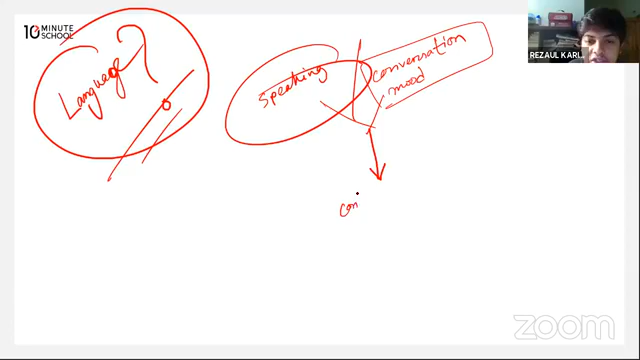 10 MINUTE
SCHOOL
Language?
Speaking
conversation
mood
con
REZAUL KARI...
zoom